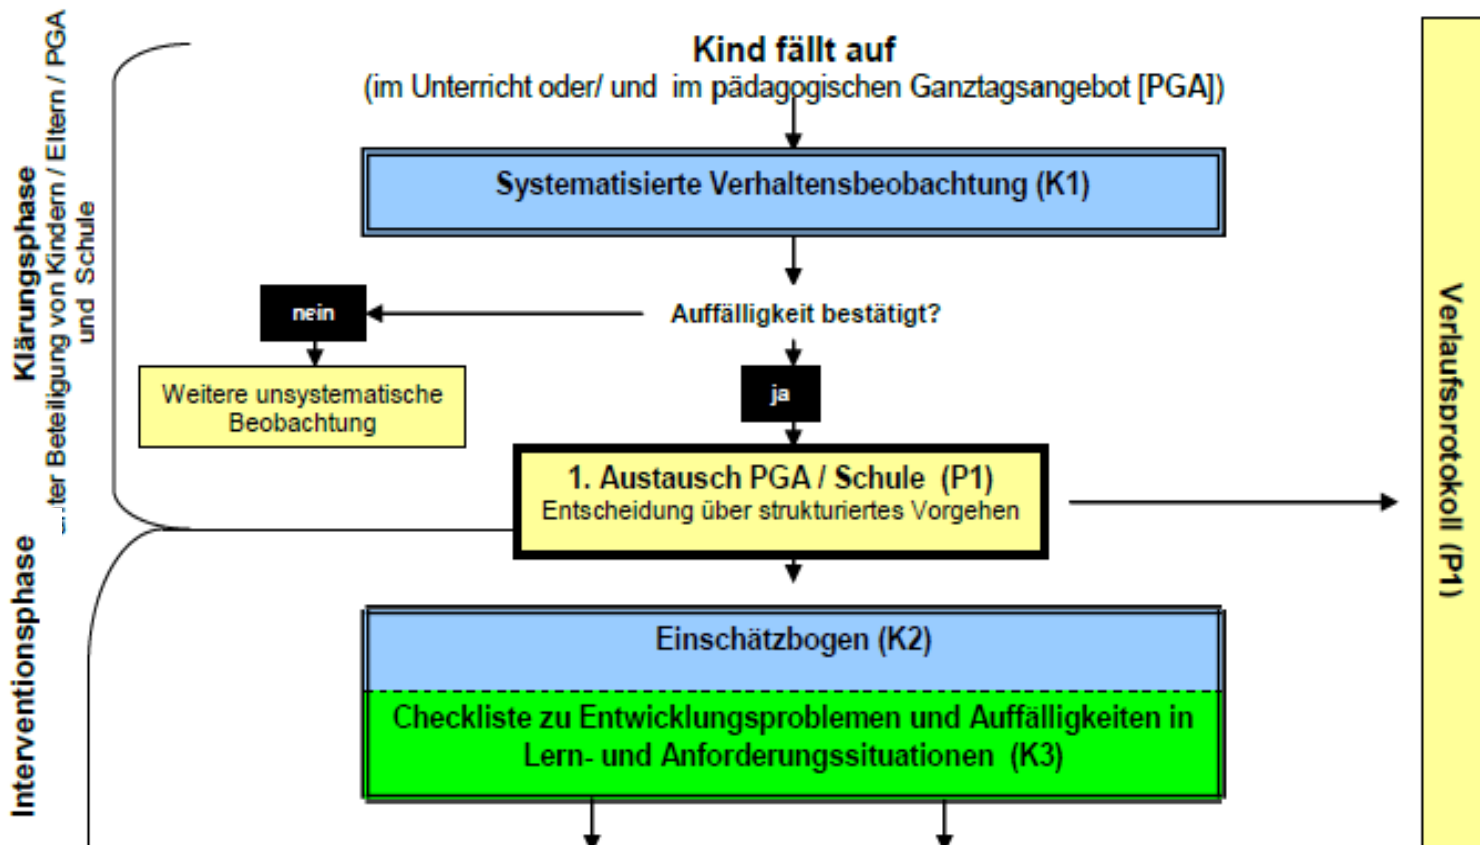 Kind fällt auf
(im Unterricht oder/ und im pädagogischen Ganztagsangebot [PGA])
Systematisierte Verhaltensbeobachtung (K1)
Auffälligkeit bestätigt?
nein
Weitere unsystematische
Beobachtung
ja
1. Austausch PGA / Schule (P1)
Entscheidung über strukturiertes Vorgehen
Einschätzbogen (K2)
Checkliste zu Entwicklungsproblemen und Auffälligkeiten in
Lern- und Anforderungssituationen (K3)
Klärungsphase
Beteiligung von Kindern / Eltern / PGA
und Schule
Interventionsphase
Verlaufsprotokoll (P1)